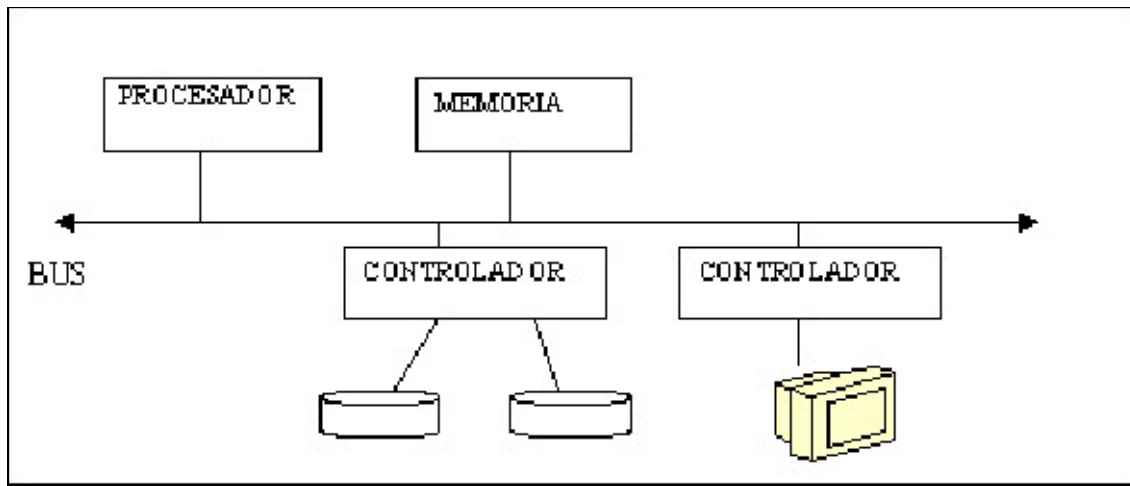 PROCESADOR
MEMORIA
BUS
CONTROLADOR
CONTROLADOR